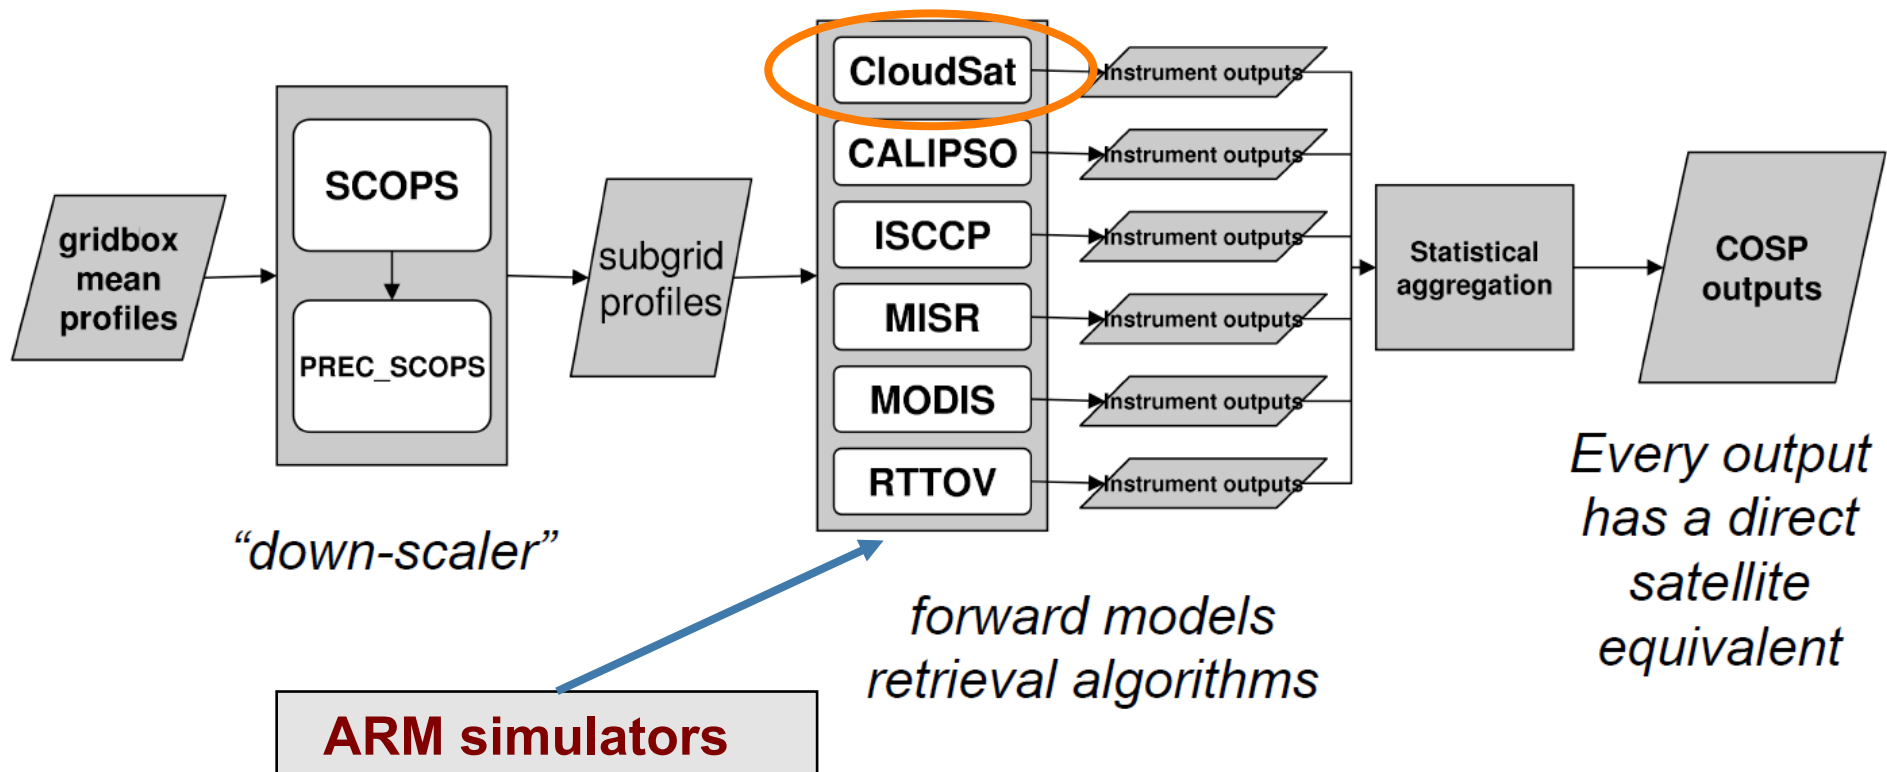 gridbox
mean
profiles
SCOPS
PREC_SCOPS
“down-scaler”
subgrid
profiles
CloudSat
CALIPSO
ISCCP
MISR
MODIS
RTTOV
Instrument outputs
Instrument outputs
Instrument outputs
Instrument outputs
Instrument outputs
Instrument outputs
forward models
retrieval algorithms
Statistical
aggregation
COSP
outputs
Every output
has a direct
satellite
equivalent
ARM simulators